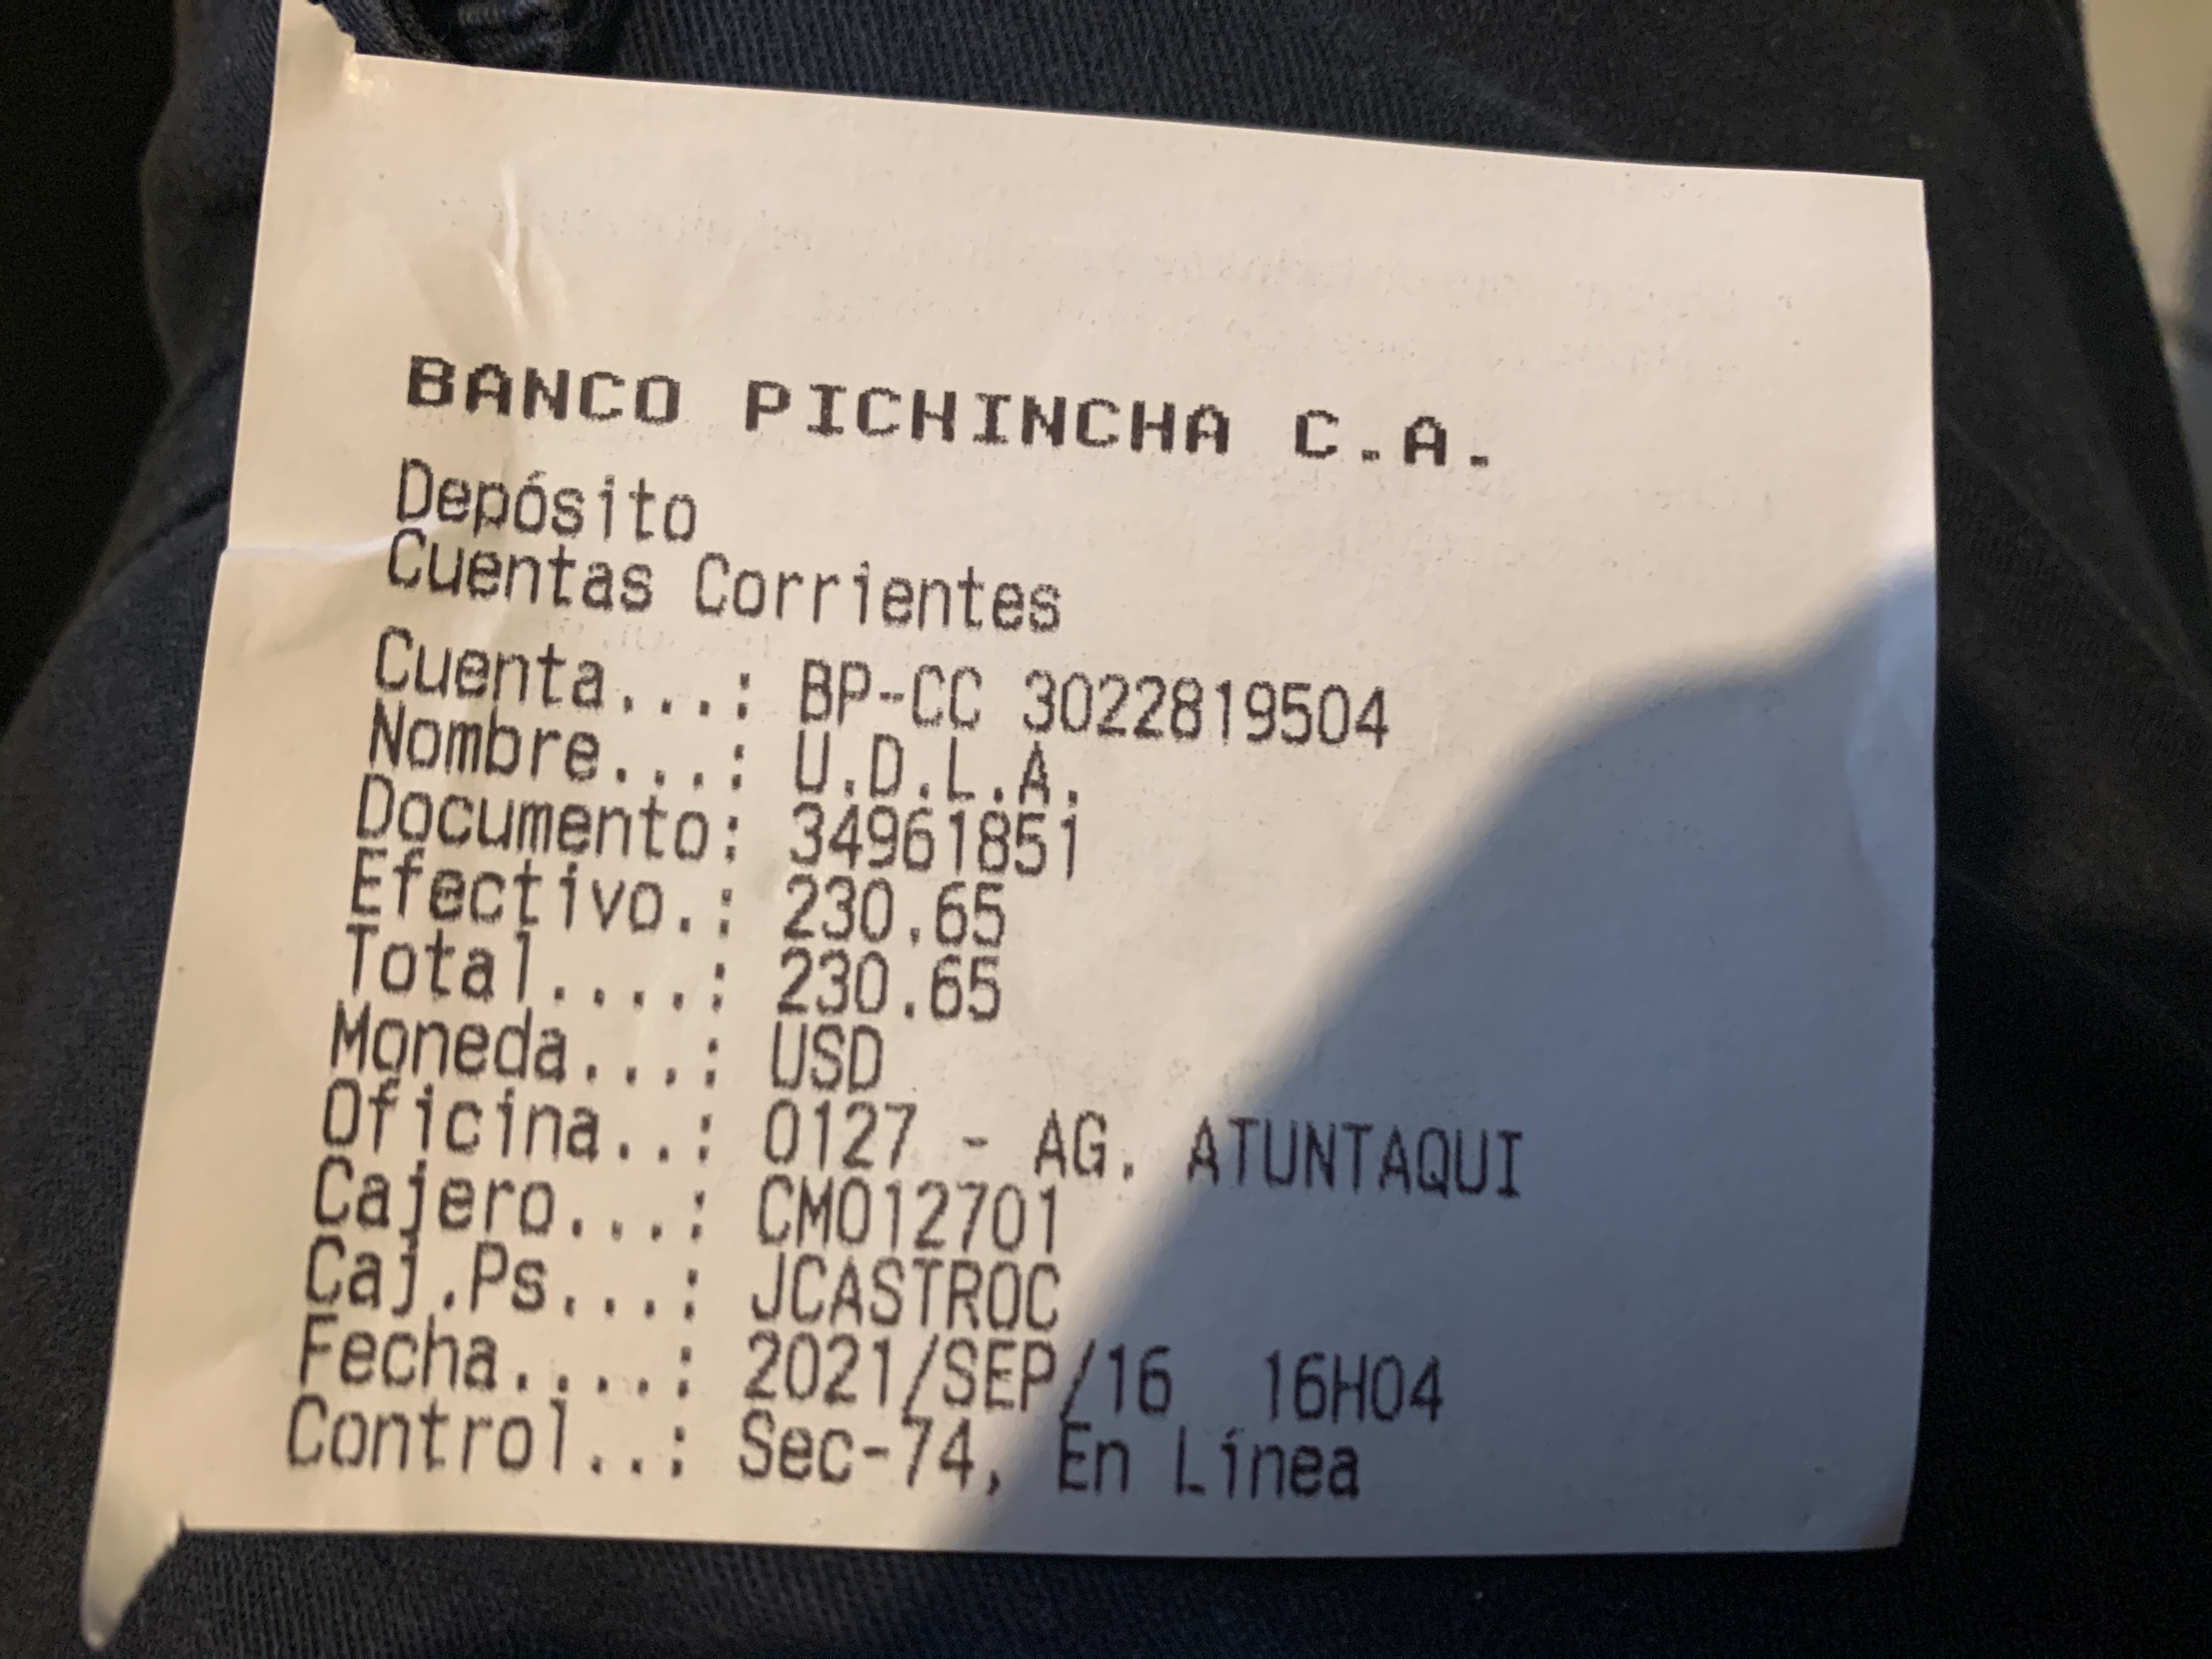 BANCO PICHINCHA C.A.
Depósito
Cuentas Corrientes
Cuenta...: BP-CC 3022819504
Nombre...: U.D.L.A.
Documento: 34961851
Efectivo.: 230.65
Total....: 230.65
Moneda...: USD
Oficina..: 0127 - AG. ATUNTAQUI
Cajero...: CM012701
Caj.Ps...: JCASTROC
Fecha....: 2021/SEP/16 16H04
Control..: Sec-74, En Línea